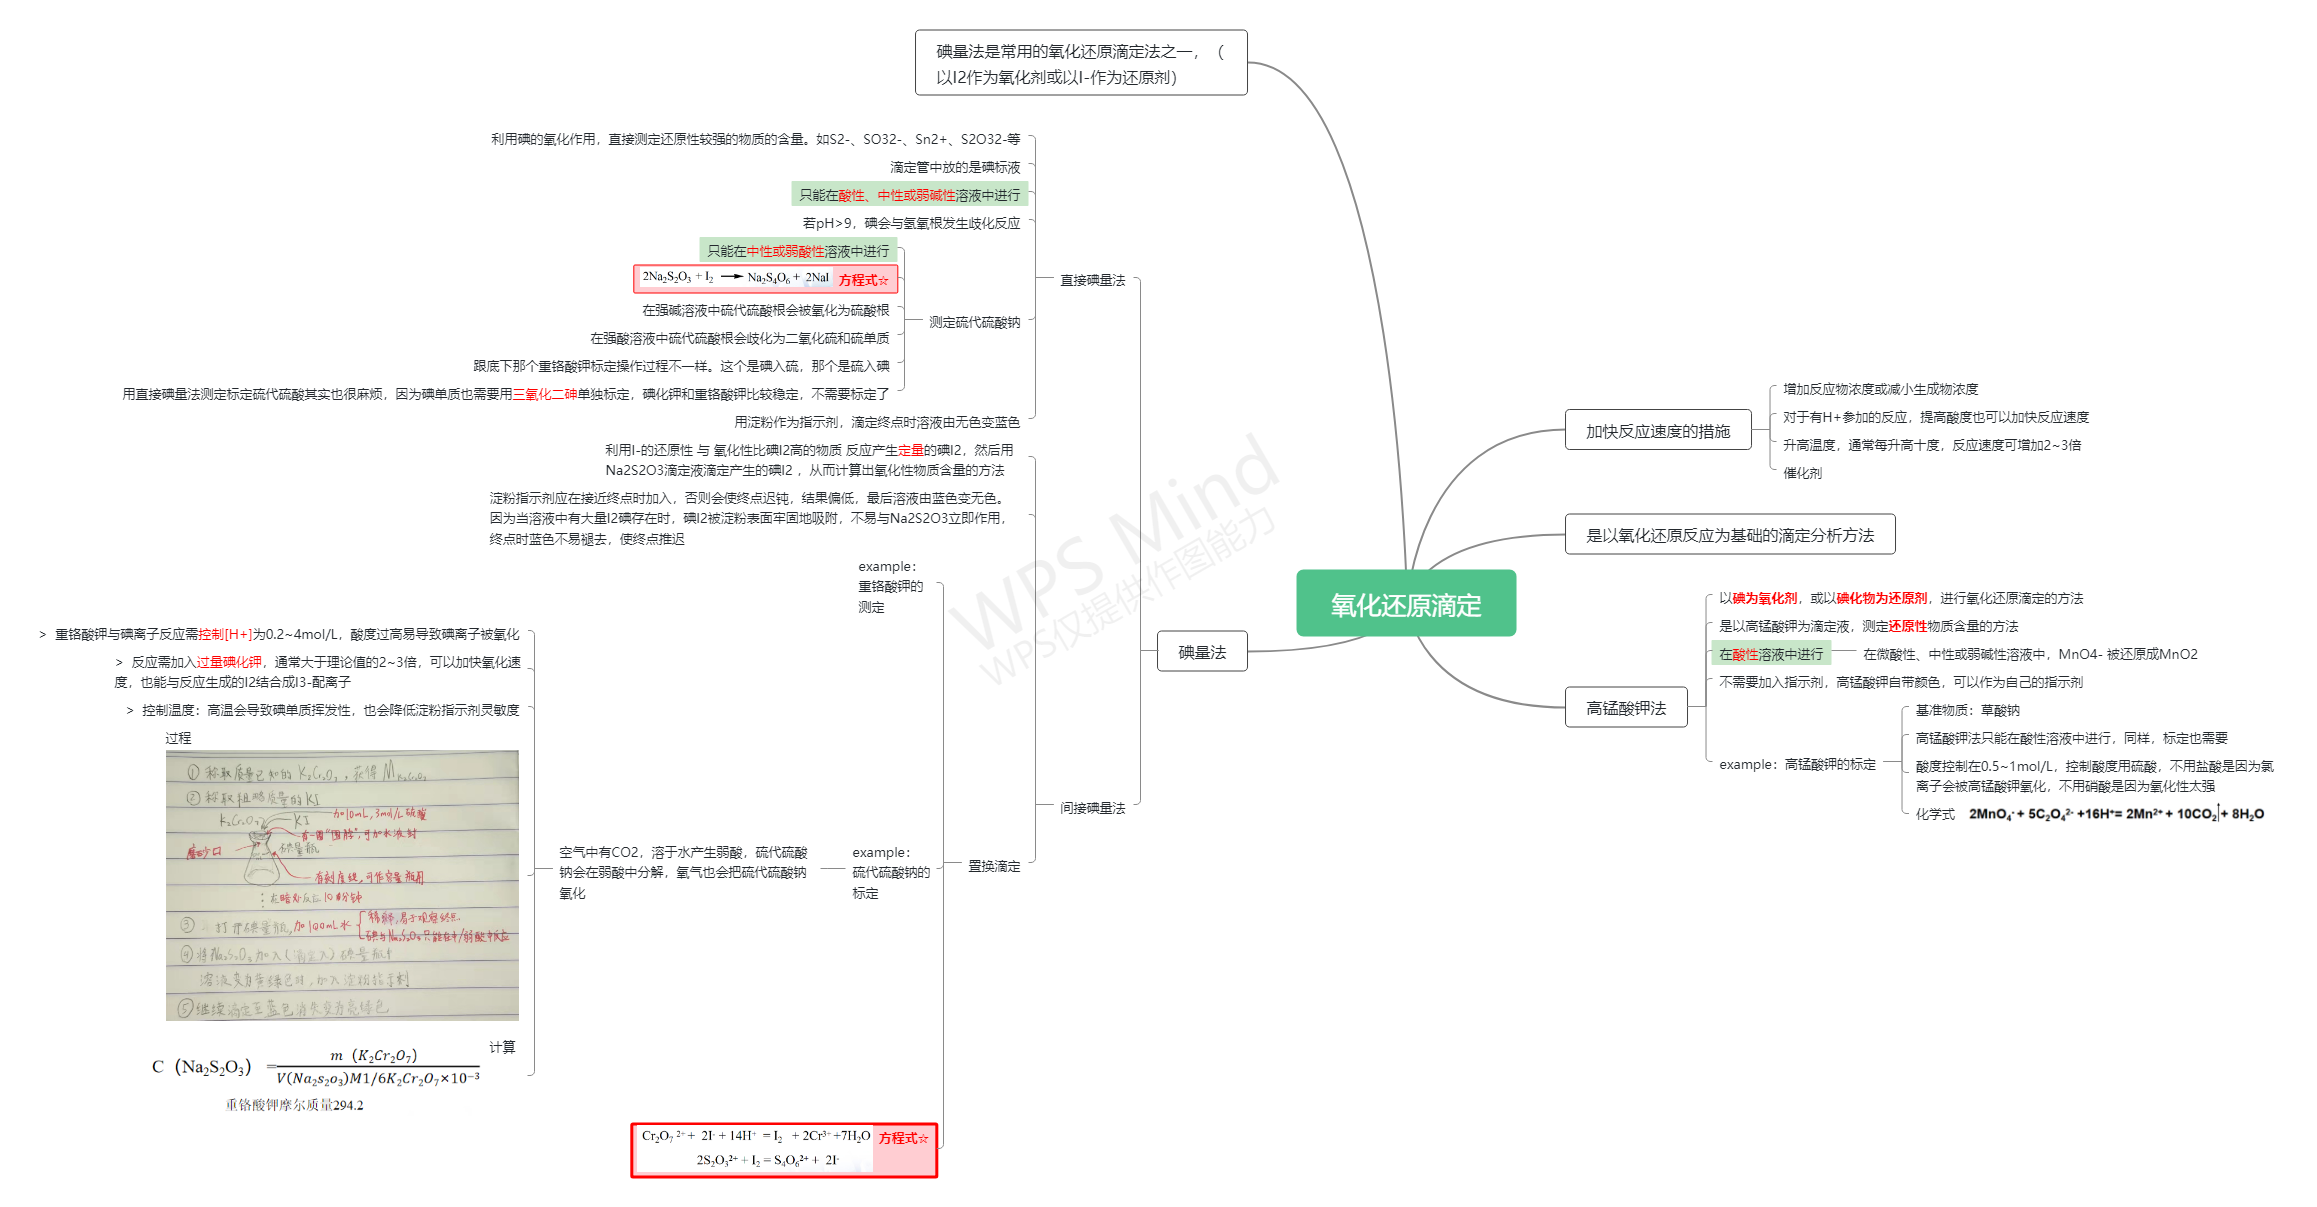 碘量法是常用的氧化还原滴定法之一，（
以I2作为氧化剂或以I-作为还原剂）
利用碘的氧化作用，直接测定还原性较强的物质的含量。如S2-、SO32-、Sn2+、S2O32-等
滴定管中放的是碘标液
只能在酸性、中性或弱碱性溶液中进行
若pH>9，碘会与氢氧根发生歧化反应
只能在中性或弱酸性溶液中进行
2Na₂S₂O₃ + I₂ → Na₂S₄O₆ + 2NaI 方程式☆
在强碱溶液中硫代硫酸根会被氧化为硫酸根
在强酸溶液中硫代硫酸根会歧化为二氧化硫和硫单质
跟底下那个重铬酸钾标定操作过程不一样。这个是碘入硫，那个是硫入碘
用直接碘量法测定标定硫代硫酸其实也很麻烦，因为碘单质也需要用三氧化二砷单独标定，碘化钾和重铬酸钾比较稳定，不需要标定了
测定硫代硫酸钠
用淀粉作为指示剂，滴定终点时溶液由无色变蓝色
直接碘量法
利用I-的还原性 与 氧化性比碘I2高的物质 反应产生定量的碘I2，然后用
Na2S2O3滴定液滴定产生的碘I2 ，从而计算出氧化性物质含量的方法
淀粉指示剂应在接近终点时加入，否则会使终点迟钝，结果偏低，最后溶液由蓝色变无色。
因为当溶液中有大量I2碘存在时，碘I2被淀粉表面牢固地吸附，不易与Na2S2O3立即作用，
终点时蓝色不易褪去，使终点推迟
example：
重铬酸钾的
测定
> 重铬酸钾与碘离子反应需控制[H+]为0.2~4mol/L，酸度过高易导致碘离子被氧化
> 反应需加入过量碘化钾，通常大于理论值的2~3倍，可以加快氧化速
度，也能与反应生成的I2结合成I3-配离子
> 控制温度：高温会导致碘单质挥发性，也会降低淀粉指示剂灵敏度
过程
①称取质量已知的K₂Cr₂O₇，获得M K₂Cr₂O₇
②称取粗略质量的KI
K₂Cr₂O₇ KI 加10mL，3mol/L硫酸
有一圈"围脖"，可加水液封
磨砂口
碘量瓶
有刻度线，可作容量瓶用
在暗处反应10分钟
③打开碘量瓶，加100mL水
稀释，易于观察终点
碘与Na₂S₂O₃只能在中/弱酸中反应
④将Na₂S₂O₃加入（滴定入）碘量瓶中
溶液变为黄绿色时，加入淀粉指示剂
⑤继续滴定至蓝色消失变为亮绿色
计算
C（Na₂S₂O₃）=m（K₂Cr₂O₇）/V(Na₂s₂o₃)M1/6K₂Cr₂O₇×10⁻³
重铬酸钾摩尔质量294.2
空气中有CO2，溶于水产生弱酸，硫代硫酸
钠会在弱酸中分解，氧气也会把硫代硫酸钠
氧化
example：
硫代硫酸钠的
标定
Cr₂O₇²⁺+ 2I⁻ + 14H⁺ = I₂ + 2Cr³⁺+7H₂O 方程式☆
2S₂O₃²⁺ + I₂ = S₄O₆²⁺ + 2I⁻
置换滴定
间接碘量法
碘量法
氧化还原滴定
加快反应速度的措施
增加反应物浓度或减小生成物浓度
对于有H+参加的反应，提高酸度也可以加快反应速度
升高温度，通常每升高十度，反应速度可增加2~3倍
催化剂
是以氧化还原反应为基础的滴定分析方法
高锰酸钾法
以碘为氧化剂，或以碘化物为还原剂，进行氧化还原滴定的方法
是以高锰酸钾为滴定液，测定还原性物质含量的方法
在酸性溶液中进行
在微酸性、中性或弱碱性溶液中，MnO4- 被还原成MnO2
不需要加入指示剂，高锰酸钾自带颜色，可以作为自己的指示剂
example：高锰酸钾的标定
基准物质：草酸钠
高锰酸钾法只能在酸性溶液中进行，同样，标定也需要
酸度控制在0.5~1mol/L，控制酸度用硫酸，不用盐酸是因为氯
离子会被高锰酸钾氧化，不用硝酸是因为氧化性太强
化学式 2MnO₄⁻+ 5C₂O₄²⁻ +16H⁺= 2Mn²⁺ + 10CO₂↑+ 8H₂O
WPS Mind
WPS仅提供作图能力